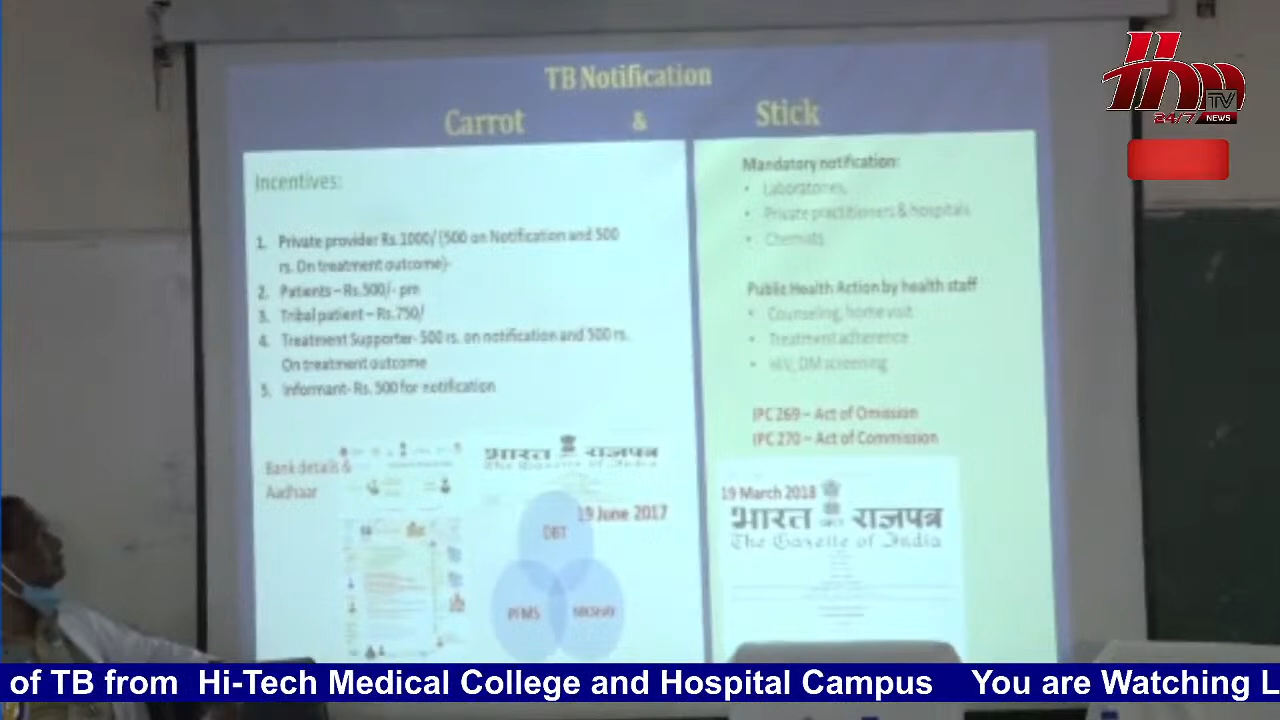 TB Notification
Carrot & Stick
Incentives:
1. Private provider Rs.1000/ (500 on Notification and 500
rs. On treatment outcome)-
2. Patients – Rs.500/- pm
3. Tribal patient – Rs.750/
4. Treatment Supporter- 500 rs. on notification and 500 rs.
On treatment outcome
5. Informant- Rs. 500 for notification
Bank details &
Aadhaar
भारत राजपत्र
The Gazette of India
19 June 2017
DBT
PFMS
NIKSHAY
Mandatory notification:
• Laboratories,
• Private practitioners & hospitals
• Chemists
Public Health Action by health staff
• Counseling, home visit
• Treatment adherence
• HIV, DM screening
IPC 269 – Act of Omission
IPC 270 – Act of Commission
19 March 2018
भारत का राजपत्र
The Gazette of India
TV
24/7 NEWS
of TB from Hi-Tech Medical College and Hospital Campus You are Watching L